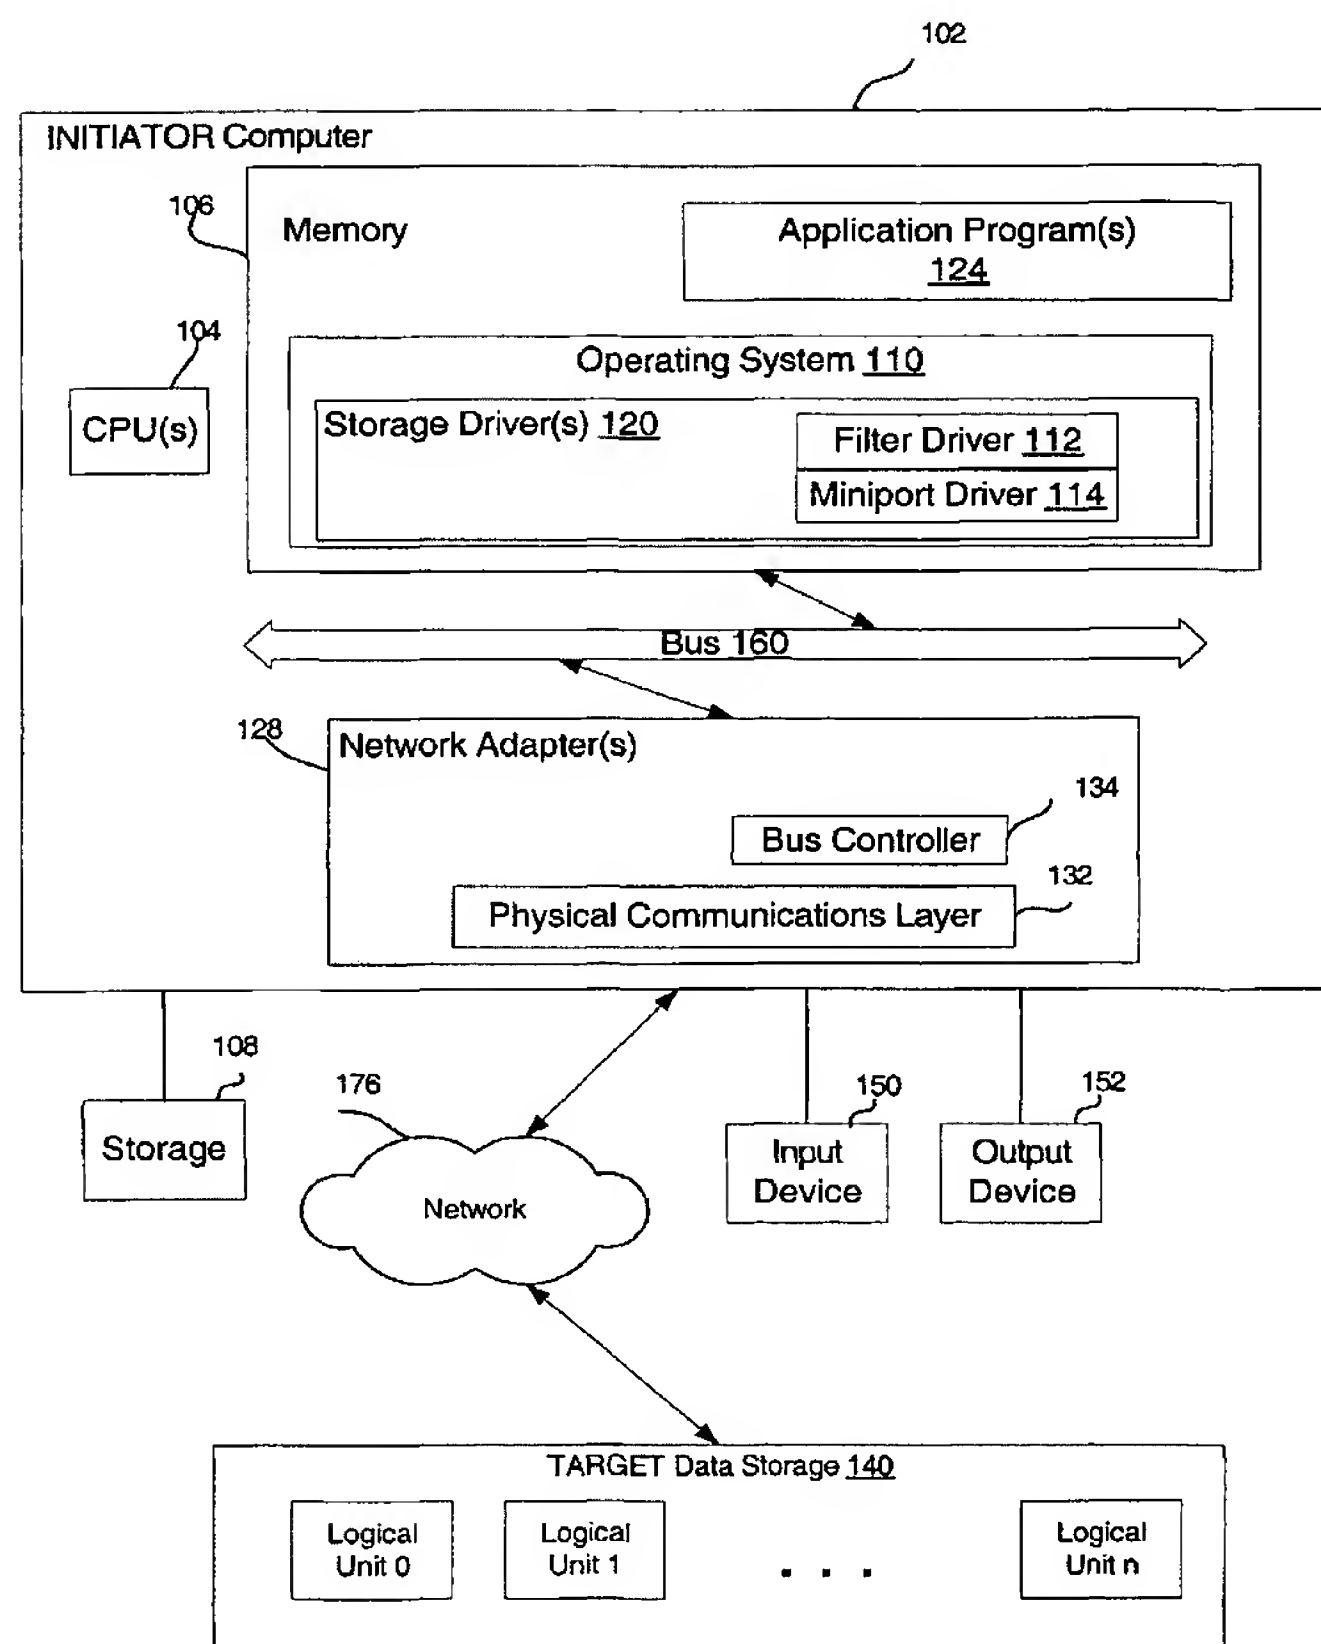 102
INITIATOR Computer
106
Memory
Application Program(s)
124
104
CPU(s)
Operating System 110
Storage Driver(s) 120
Filter Driver 112
Miniport Driver 114
Bus 160
128
Network Adapter(s)
134
Bus Controller
132
Physical Communications Layer
108
Storage
176
Network
150
Input
Device
152
Output
Device
TARGET Data Storage 140
Logical
Unit 0
Logical
Unit 1
. . .
Logical
Unit n